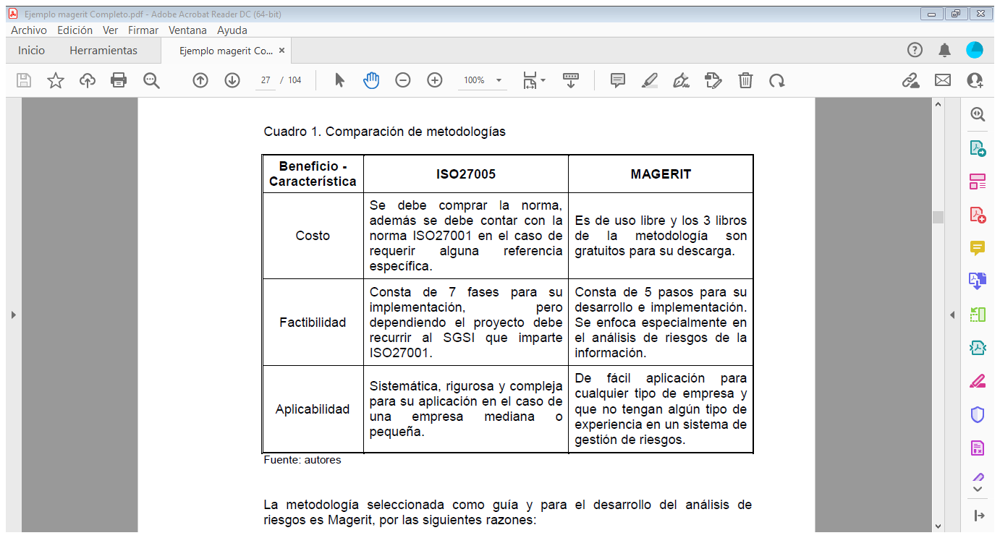 Ejemplo magerit Completo.pdf - Adobe Acrobat Reader DC (64-bit)
Archivo Edición Ver Firmar Ventana Ayuda
Inicio Herramientas Ejemplo magerit Co... ×
27 / 104 100%
Cuadro 1. Comparación de metodologías
Beneficio -
Característica
ISO27005
MAGERIT
Costo
Se debe comprar la norma,
además se debe contar con la
norma ISO27001 en el caso de
requerir alguna referencia
específica.
Es de uso libre y los 3 libros
de la metodología son
gratuitos para su descarga.
Factibilidad
Consta de 7 fases para su
implementación, pero
dependiendo el proyecto debe
recurrir al SGSI que imparte
ISO27001.
Consta de 5 pasos para su
desarrollo e implementación.
Se enfoca especialmente en
el análisis de riesgos de la
información.
Aplicabilidad
Sistemática, rigurosa y compleja
para su aplicación en el caso de
una empresa mediana o
pequeña.
De fácil aplicación para
cualquier tipo de empresa y
que no tengan algún tipo de
experiencia en un sistema de
gestión de riesgos.
Fuente: autores
La metodología seleccionada como guía y para el desarrollo del análisis de
riesgos es Magerit, por las siguientes razones: